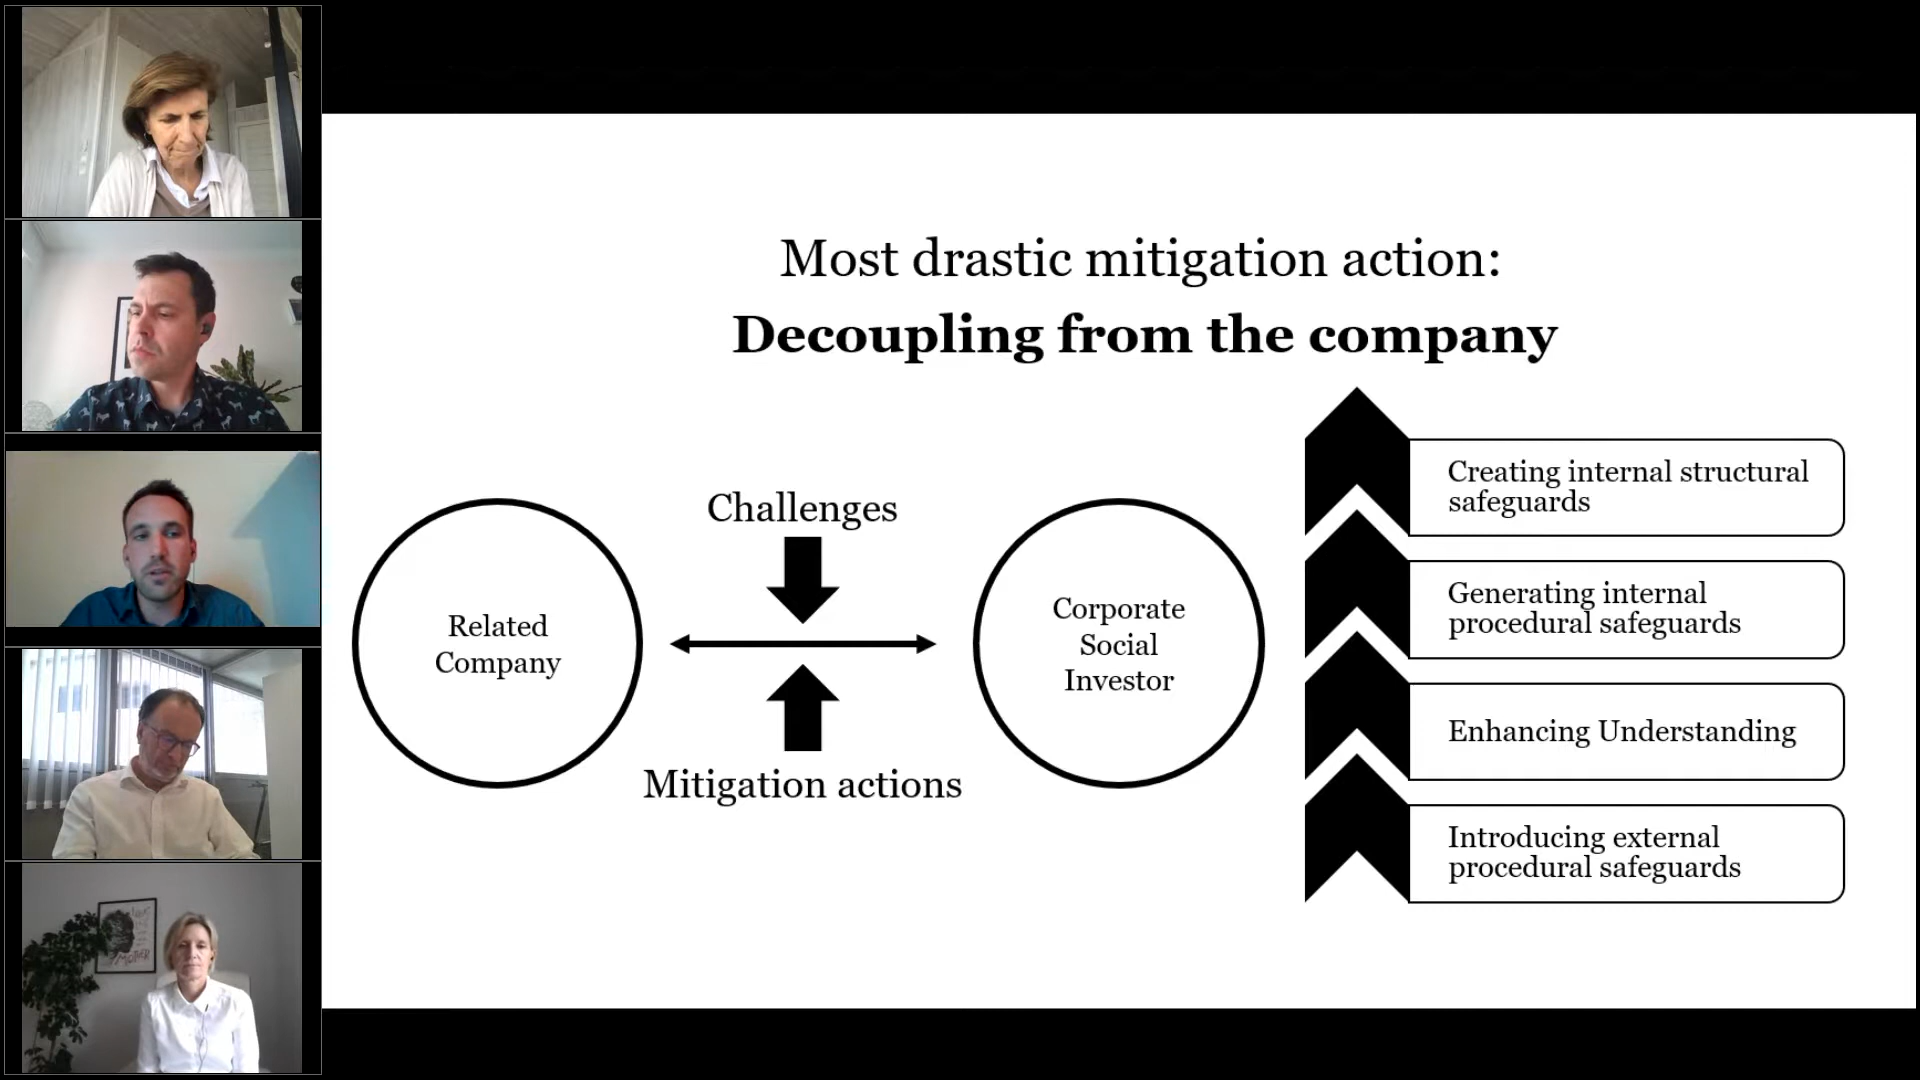 Most drastic mitigation action:
Decoupling from the company
Related
Company
Challenges
Mitigation actions
Corporate
Social
Investor
Creating internal structural
safeguards
Generating internal
procedural safeguards
Enhancing Understanding
Introducing external
procedural safeguards
MOTHER